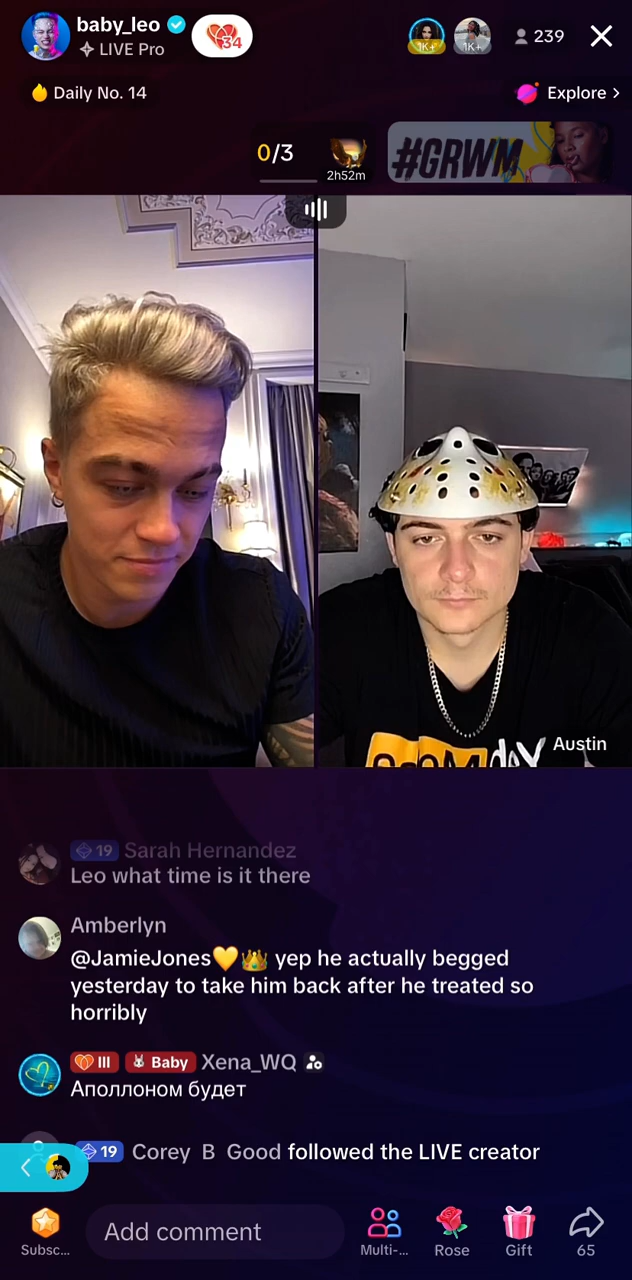 baby_leo
LIVE Pro
34
1K+
1K+
239
Daily No. 14
Explore >
0/3
2h52m
#GRWM
Austin
19 Sarah Hernandez
Leo what time is it there
Amberlyn
@JamieJones💛👑 yep he actually begged
yesterday to take him back after he treated so
horribly
III Baby Xena_WQ
Аполлоном будет
19 Corey B Good followed the LIVE creator
Subsc...
Add comment
Multi-...
Rose
Gift
65